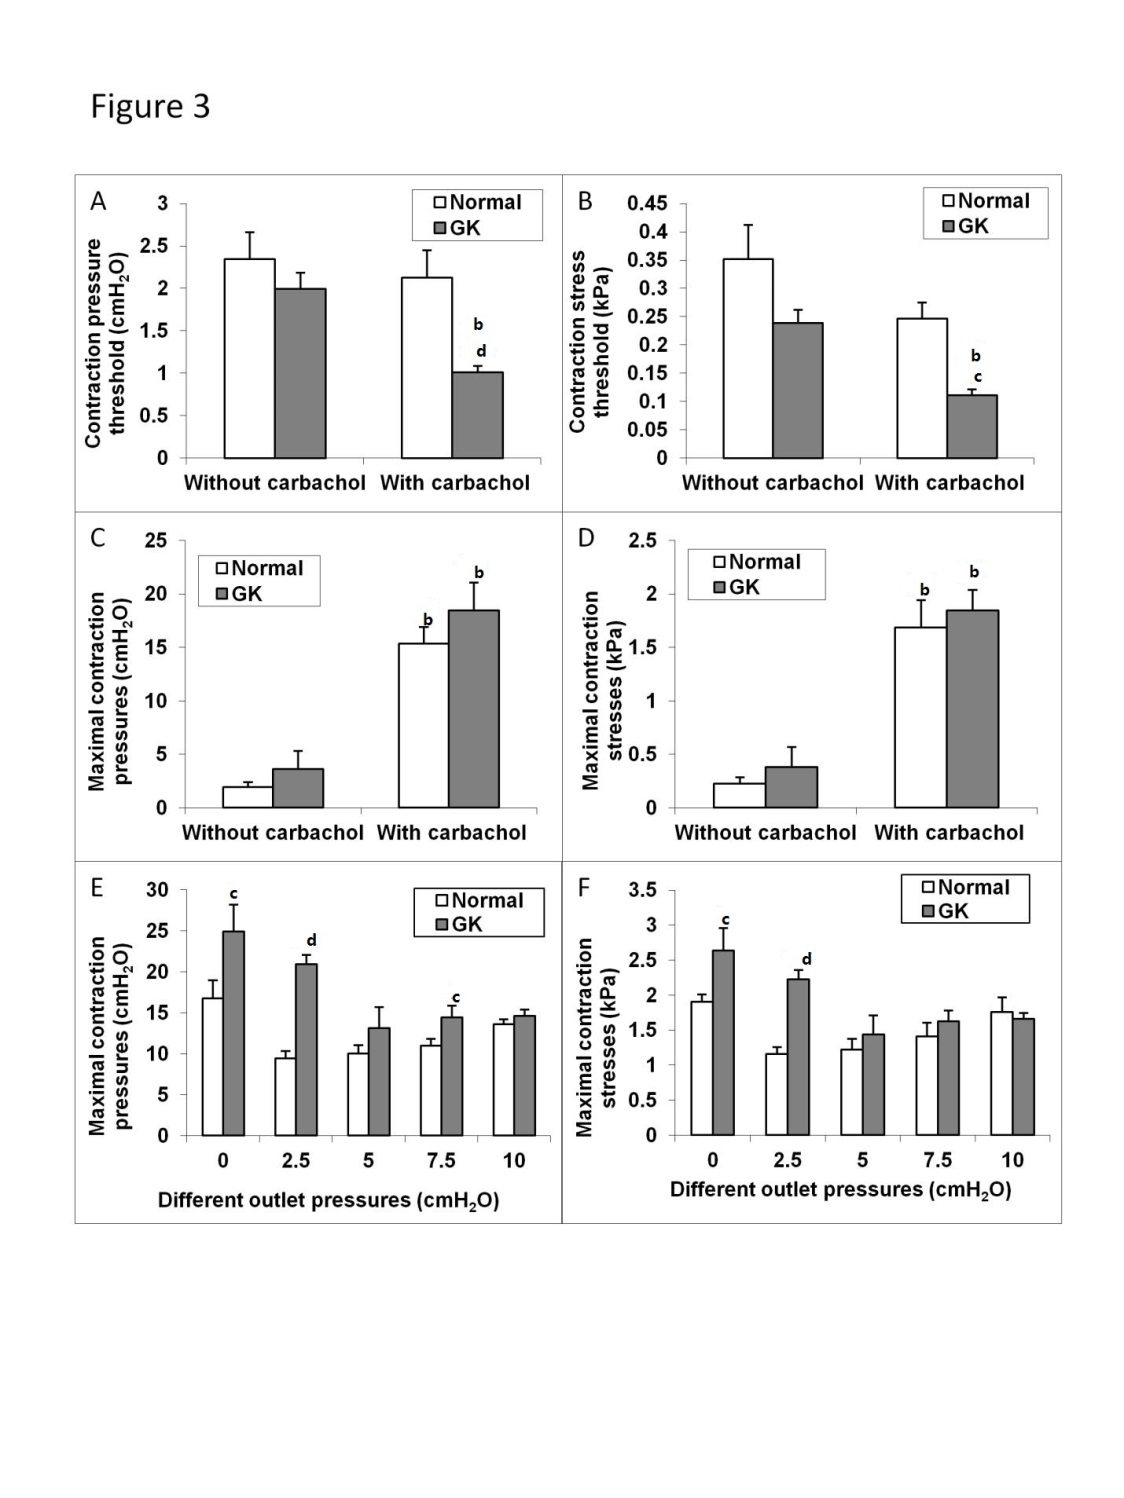 Figure 3
A
Contraction pressure
threshold (cmH2O)
3
2.5
2
1.5
1
0.5
0
Normal
GK
b
d
Without carbachol
With carbachol
B
Contraction stress
threshold (kPa)
0.45
0.4
0.35
0.3
0.25
0.2
0.15
0.1
0.05
0
Normal
GK
b
c
Without carbachol
With carbachol
C
Maximal contraction
pressures (cmH2O)
25
20
15
10
5
0
Normal
GK
b
b
Without carbachol
With carbachol
D
Maximal contraction
stresses (kPa)
2.5
2
1.5
1
0.5
0
Normal
GK
b
b
Without carbachol
With carbachol
E
Maximal contraction
pressures (cmH2O)
30
25
20
15
10
5
0
Normal
GK
c
d
c
0 2.5 5 7.5 10
Different outlet pressures (cmH2O)
F
Maximal contraction
stresses (kPa)
3.5
3
2.5
2
1.5
1
0.5
0
Normal
GK
c
d
0 2.5 5 7.5 10
Different outlet pressures (cmH2O)